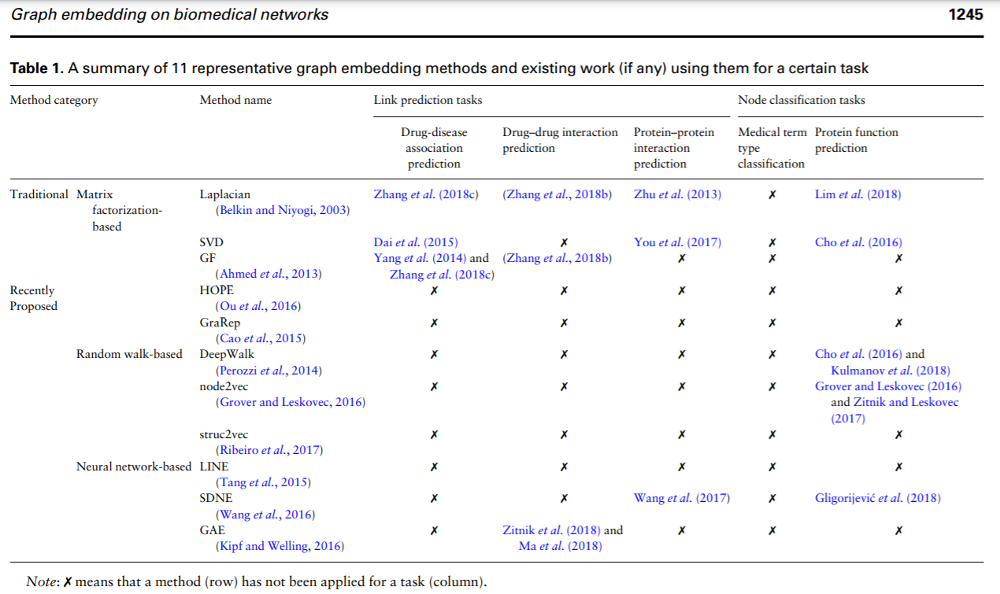 Graph embedding on biomedical networks 1245
Table 1. A summary of 11 representative graph embedding methods and existing work (if any) using them for a certain task
Method category Method name Link prediction tasks Node classification tasks
Drug-disease association prediction Drug–drug interaction prediction Protein–protein interaction prediction Medical term type classification Protein function prediction
Traditional Matrix factorization-based Laplacian (Belkin and Niyogi, 2003) Zhang et al. (2018c) (Zhang et al., 2018b) Zhu et al. (2013) ✗ Lim et al. (2018)
SVD Dai et al. (2015) ✗ You et al. (2017) ✗ Cho et al. (2016)
GF (Ahmed et al., 2013) Yang et al. (2014) and Zhang et al. (2018c) (Zhang et al., 2018b) ✗ ✗ ✗
Recently Proposed HOPE (Ou et al., 2016) ✗ ✗ ✗ ✗ ✗
GraRep (Cao et al., 2015) ✗ ✗ ✗ ✗ ✗
Random walk-based DeepWalk (Perozzi et al., 2014) ✗ ✗ ✗ ✗ Cho et al. (2016) and Kulmanov et al. (2018)
node2vec (Grover and Leskovec, 2016) ✗ ✗ ✗ ✗ Grover and Leskovec (2016) and Zitnik and Leskovec (2017)
struc2vec (Ribeiro et al., 2017) ✗ ✗ ✗ ✗ ✗
Neural network-based LINE (Tang et al., 2015) ✗ ✗ ✗ ✗ ✗
SDNE (Wang et al., 2016) ✗ ✗ Wang et al. (2017) ✗ Gligorijević et al. (2018)
GAE (Kipf and Welling, 2016) ✗ Zitnik et al. (2018) and Ma et al. (2018) ✗ ✗ ✗
Note: ✗ means that a method (row) has not been applied for a task (column).